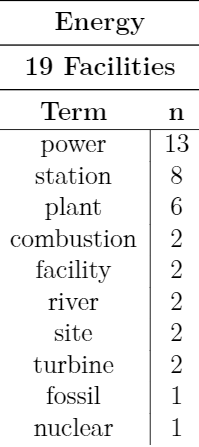 Energy
19 Facilities
Term n
power 13
station 8
plant 6
combustion 2
facility 2
river 2
site 2
turbine 2
fossil 1
nuclear 1